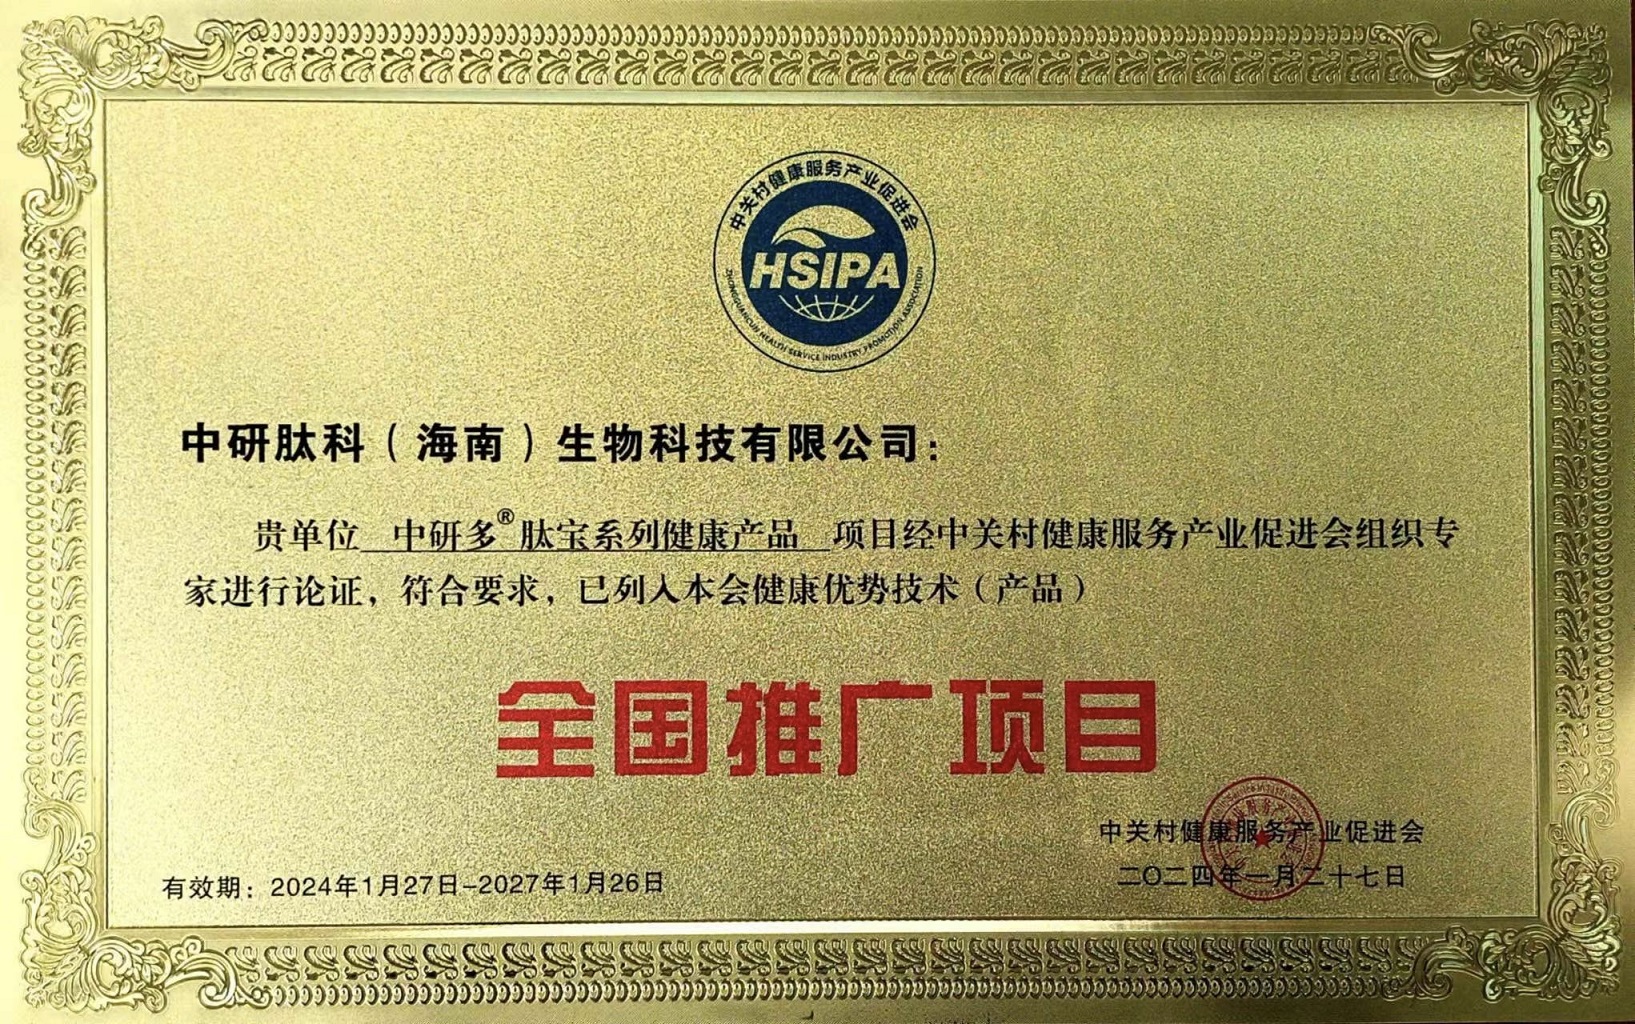 中关村健康服务产业促进会
HSIPA
ZHONGGUANCUN HEALTH SERVICE INDUSTRY PROMOTION ASSOCIATION
中研肽科（海南）生物科技有限公司：
贵单位 中研多®肽宝系列健康产品 项目经中关村健康服务产业促进会组织专
家进行论证，符合要求，已列入本会健康优势技术（产品）
全国推广项目
中关村健康服务产业促进会
二〇二四年一月二十七日
有效期：2024年1月27日-2027年1月26日